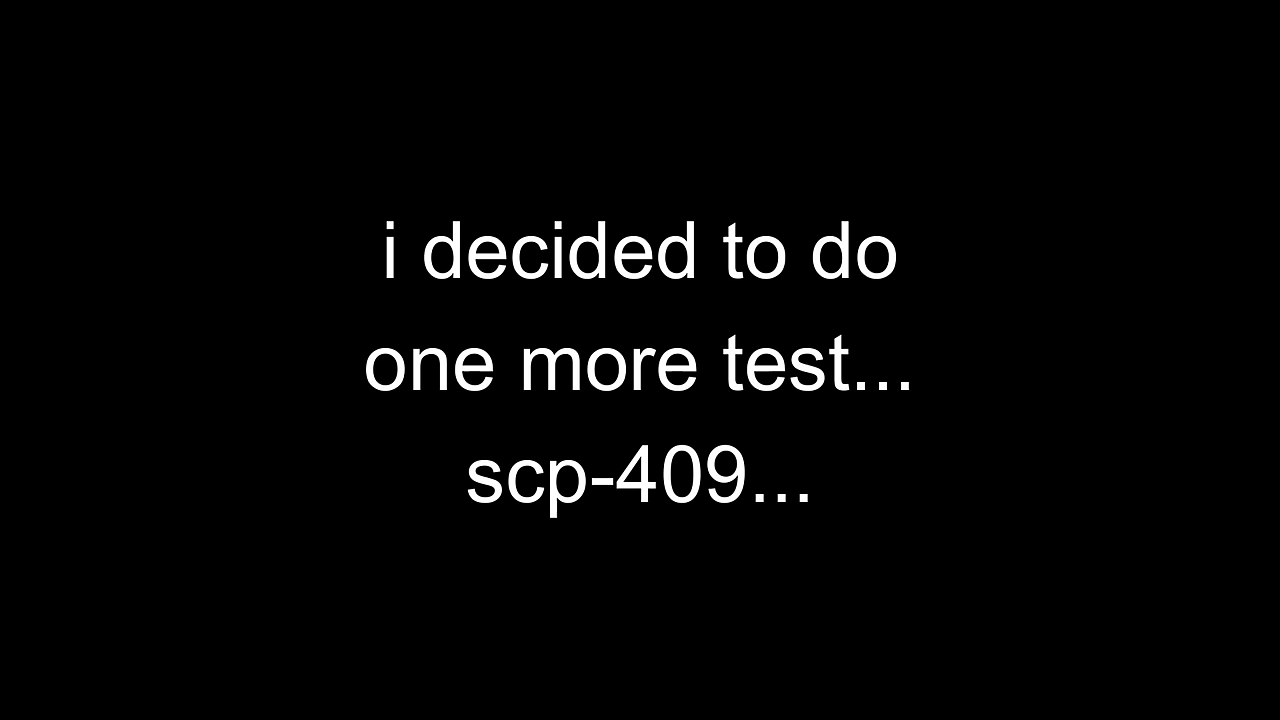 i decided to do
one more test...
scp-409...